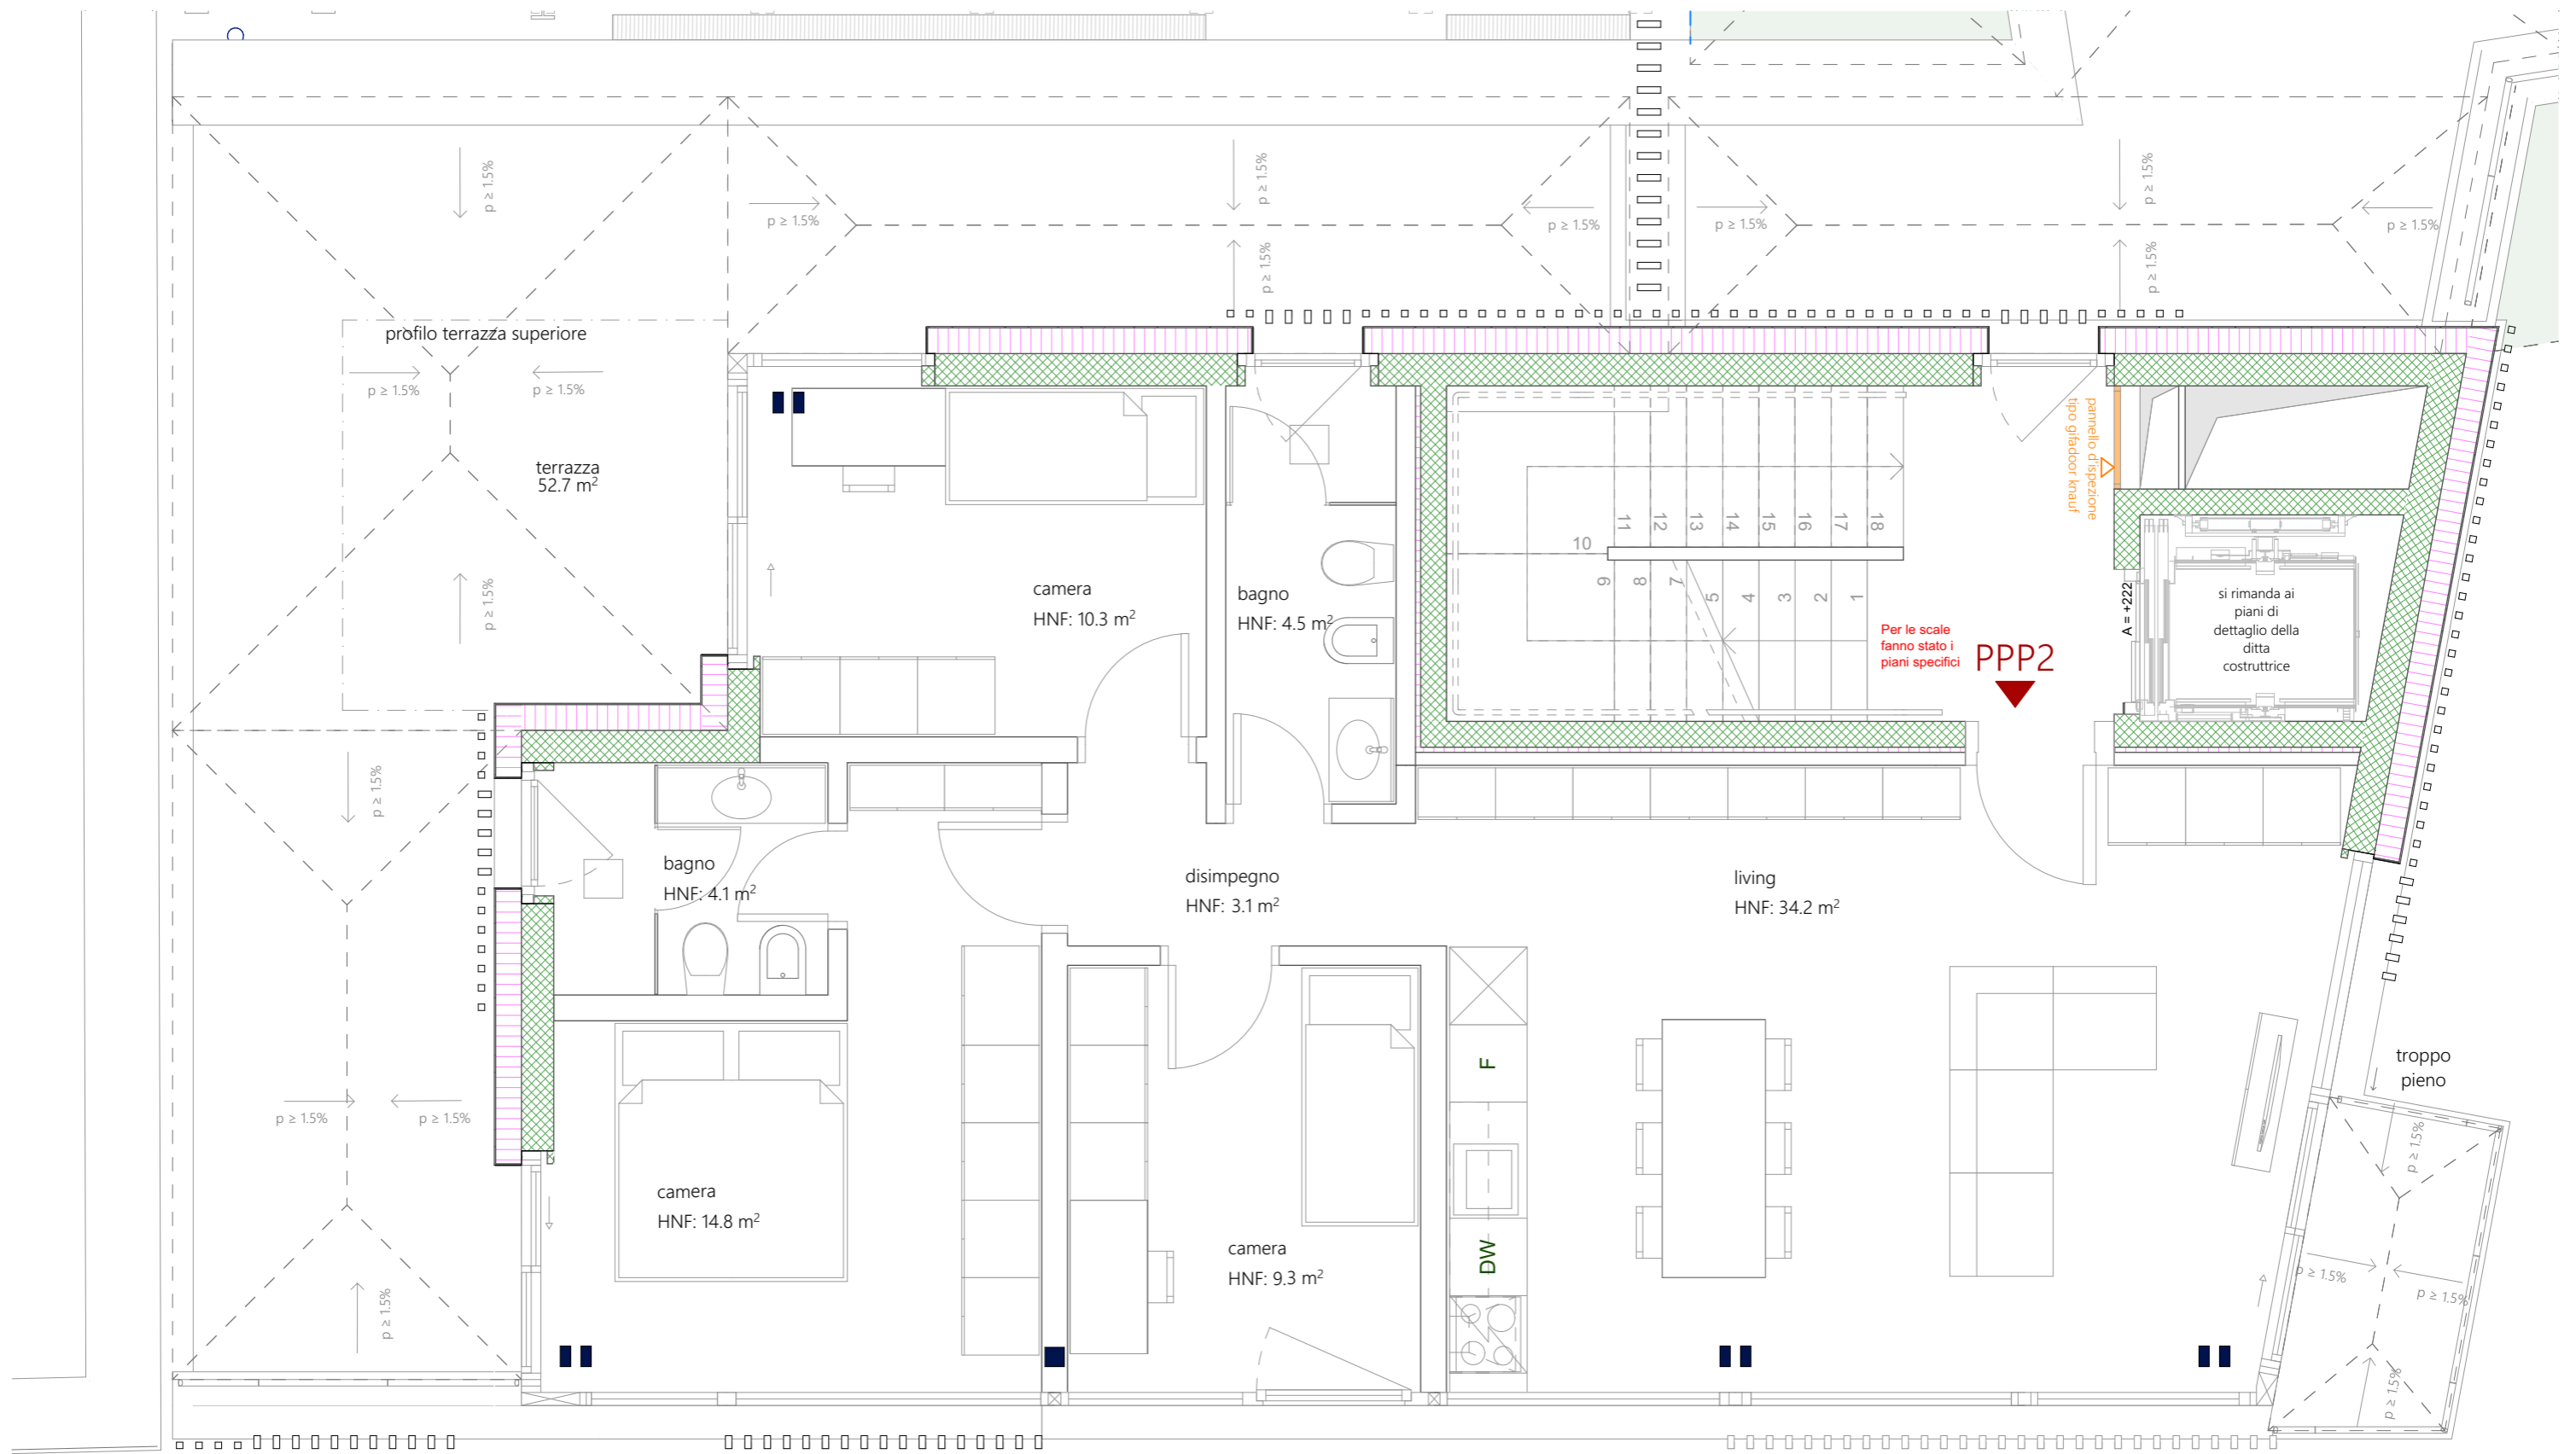 p ≥ 1.5%
p ≥ 1.5%
p ≥ 1.5%
p ≥ 1.5%
p ≥ 1.5%
p ≥ 1.5%
p ≥ 1.5%
p ≥ 1.5%
p ≥ 1.5%
p ≥ 1.5%
profilo terrazza superiore
p ≥ 1.5%
p ≥ 1.5%
terrazza
52.7 m²
p ≥ 1.5%
camera
HNF: 10.3 m²
bagno
HNF: 4.5 m²
11
12
13
14
15
16
17
18
10
9
8
7
5
4
3
2
1
Per le scale
fanno stato i
piani specifici
PPP2
pannello d'ispezione
tipo gifadoor knauf
A = +222
si rimanda ai
piani di
dettaglio della
ditta
costruttrice
p ≥ 1.5%
bagno
HNF: 4.1 m²
disimpegno
HNF: 3.1 m²
living
HNF: 34.2 m²
p ≥ 1.5%
p ≥ 1.5%
F
troppo
pieno
p ≥ 1.5%
camera
HNF: 14.8 m²
camera
HNF: 9.3 m²
DW
p ≥ 1.5%
p ≥ 1.5%
p ≥ 1.5%
p ≥ 1.5%